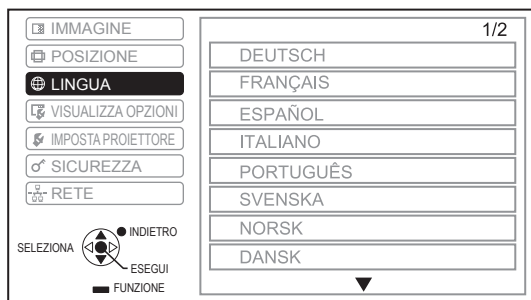 IMMAGINE
POSIZIONE
LINGUA
VISUALIZZA OPZIONI
IMPOSTA PROIETTORE
SICUREZZA
RETE
INDIETRO
SELEZIONA
ESEGUI
FUNZIONE
1/2
DEUTSCH
FRANÇAIS
ESPAÑOL
ITALIANO
PORTUGUÊS
SVENSKA
NORSK
DANSK